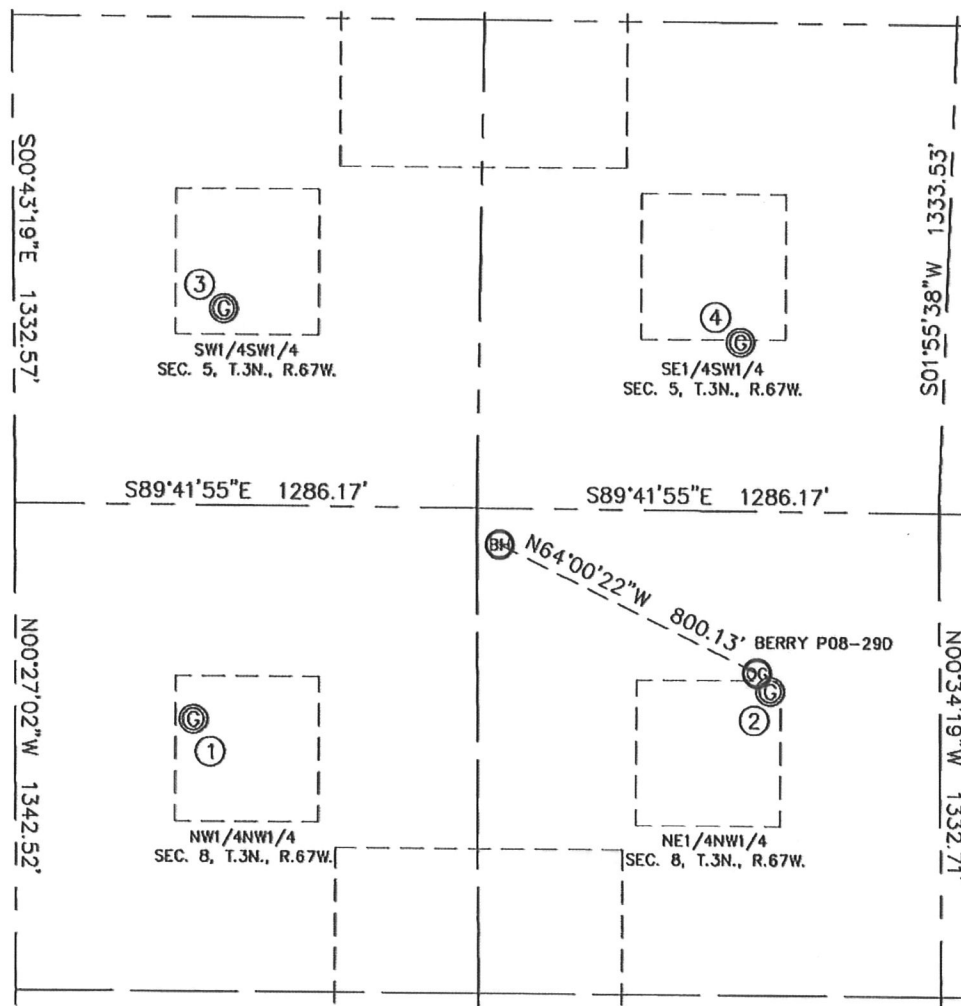 S00°43'19"E 1332.57'
S01°55'38"W 1333.53'
3
G
SW1/4SW1/4
SEC. 5, T.3N., R.67W.
4
G
SE1/4SW1/4
SEC. 5, T.3N., R.67W.
S89°41'55"E 1286.17'
S89°41'55"E 1286.17'
BH
N64°00'22"W 800.13'
BERRY P08-29D
OG
G
2
N00°27'02"W 1342.52'
N00°34'19"W 1332.71'
G
1
NW1/4NW1/4
SEC. 8, T.3N., R.67W.
NE1/4NW1/4
SEC. 8, T.3N., R.67W.